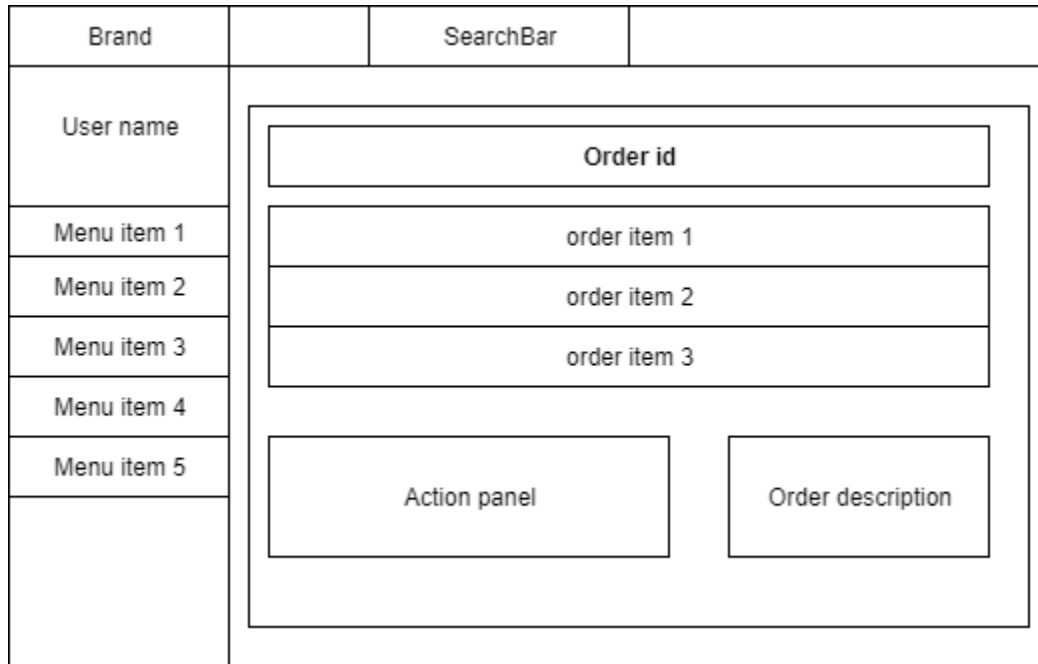 Brand
SearchBar
User name
Menu item 1
Menu item 2
Menu item 3
Menu item 4
Menu item 5
Order id
order item 1
order item 2
order item 3
Action panel
Order description